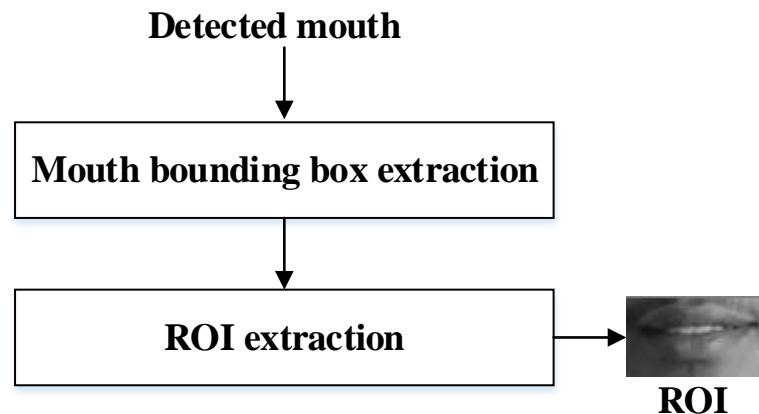 Detected mouth
Mouth bounding box extraction
ROI extraction
ROI